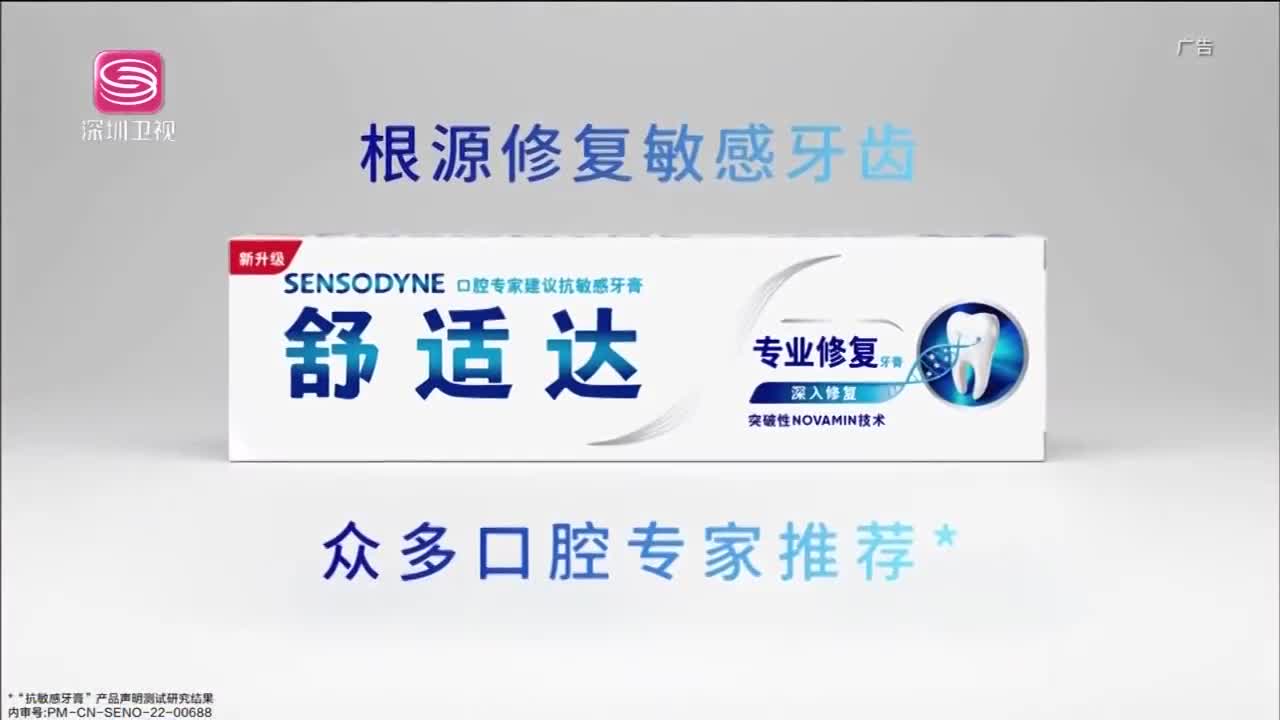 广告
深圳卫视
根源修复敏感牙齿
新升级
SENSODYNE 口腔专家建议抗敏感牙膏
舒适达
专业修复牙膏
深入修复
突破性NOVAMIN技术
众多口腔专家推荐*
*“抗敏感牙膏”产品声明测试研究结果
内审号:PM-CN-SENO-22-00688